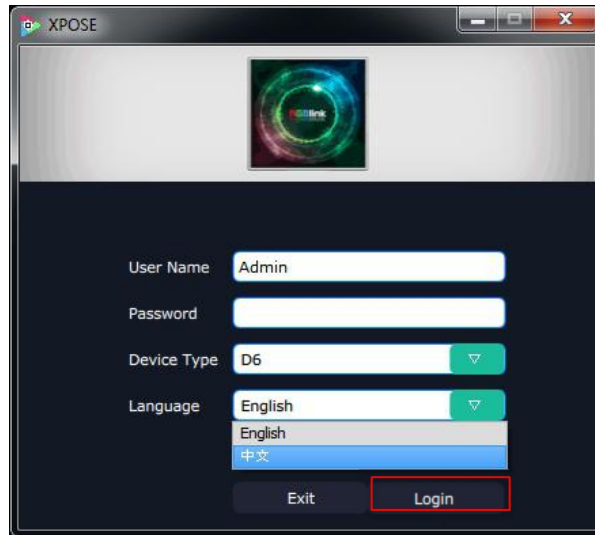 XPOSE
RGBlink
User Name Admin
Password
Device Type D6
Language English
English
中文
Exit Login